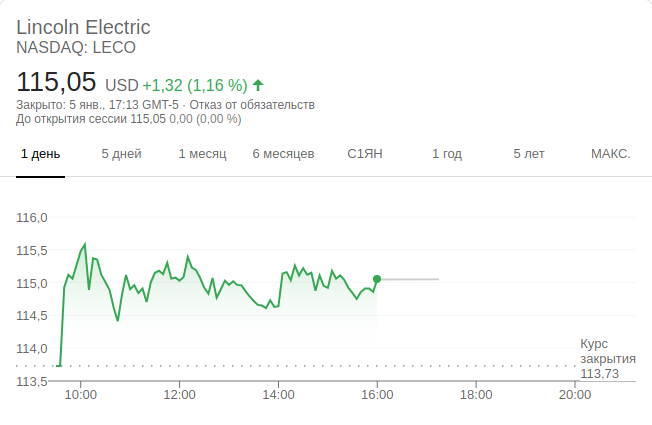 Lincoln Electric
NASDAQ: LECO
115,05 USD +1,32 (1,16 %)
Закрыто: 5 янв., 17:13 GMT-5 · Отказ от обязательств
До открытия сессии 115,05 0,00 (0,00 %)
1 день 5 дней 1 месяц 6 месяцев С1ЯН 1 год 5 лет МАКС.
116,0
115,5
115,0
114,5
114,0
113,5
Курс
закрытия
113,73
10:00 12:00 14:00 16:00 18:00 20:00